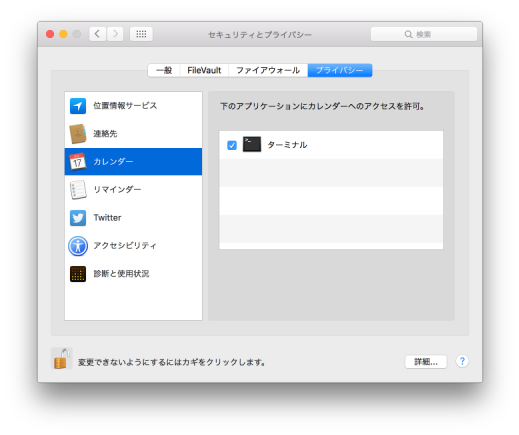 セキュリティとプライバシー
検索
一般 FileVault ファイアウォール プライバシー
位置情報サービス
連絡先
カレンダー
リマインダー
Twitter
アクセシビリティ
診断と使用状況
下のアプリケーションにカレンダーへのアクセスを許可。
ターミナル
変更できないようにするにはカギをクリックします。
詳細...
?
17